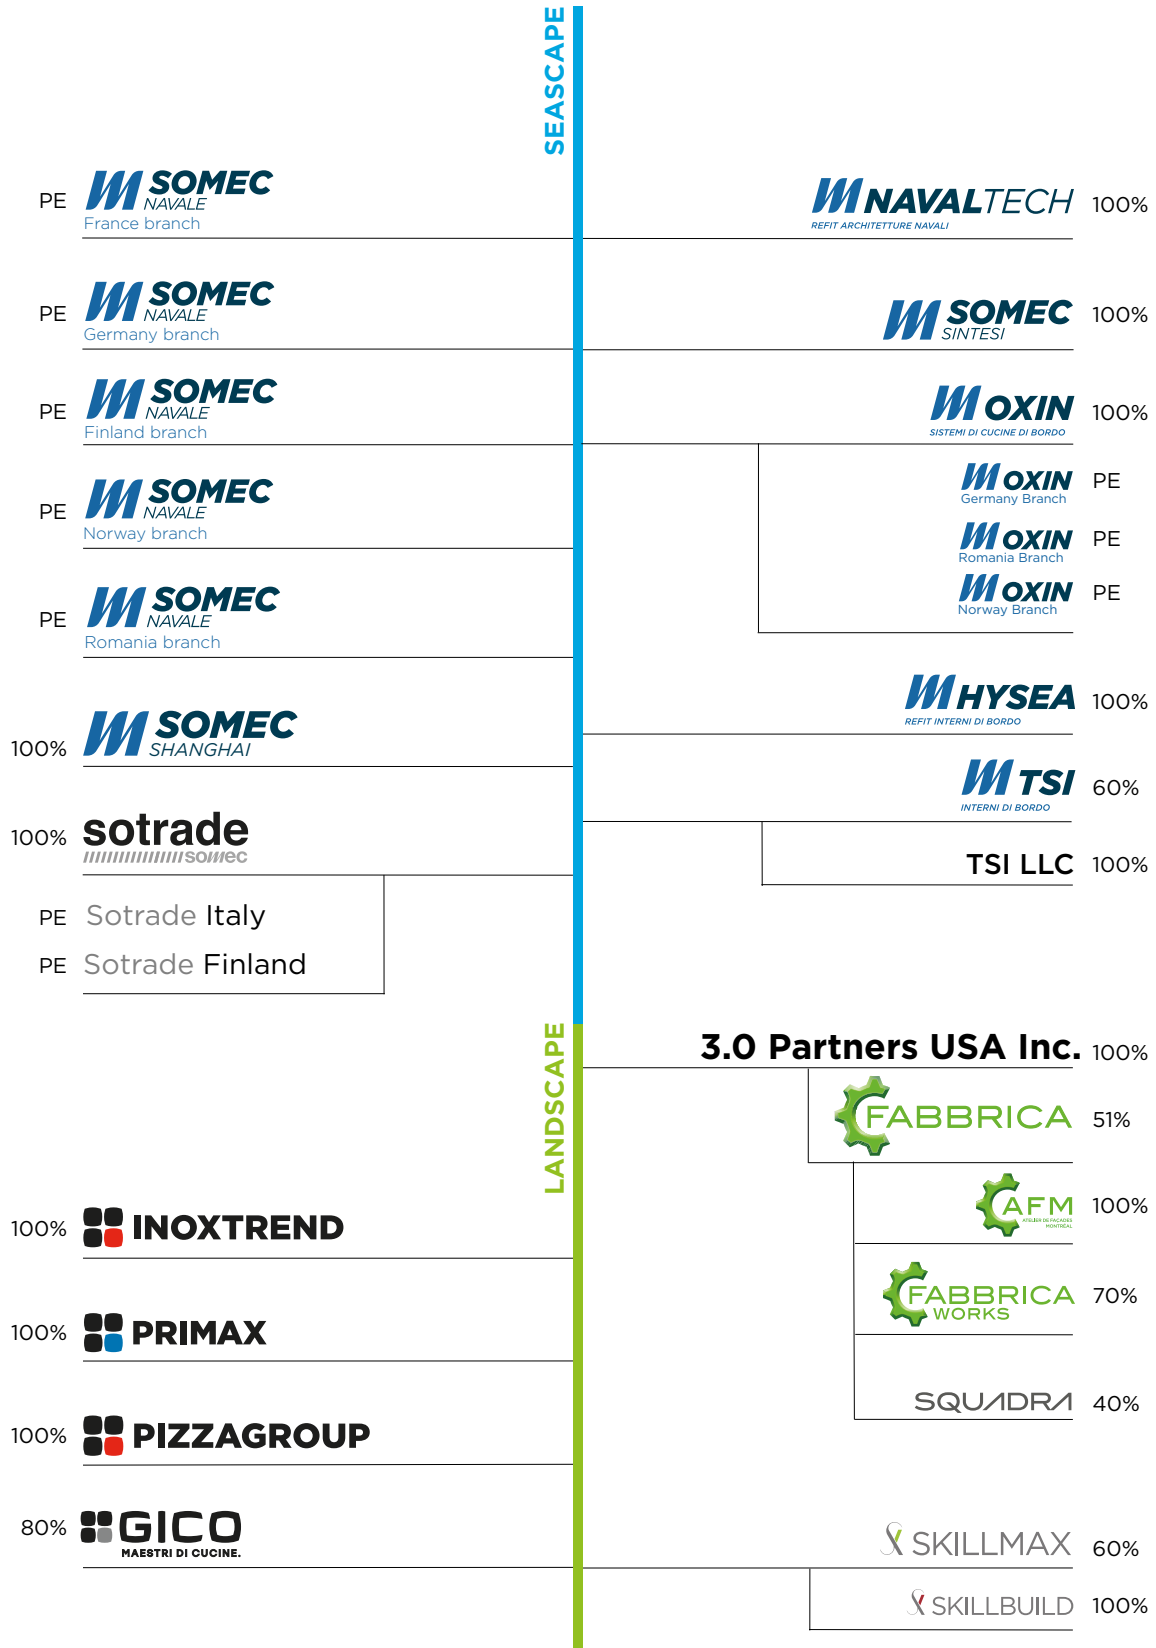 SEASCAPE
PE
SOMEC
NAVALE
France branch
PE
SOMEC
NAVALE
Germany branch
PE
SOMEC
NAVALE
Finland branch
PE
SOMEC
NAVALE
Norway branch
PE
SOMEC
NAVALE
Romania branch
100%
SOMEC
SHANGHAI
100%
sotrade
somec
PE Sotrade Italy
PE Sotrade Finland
NAVALTECH 100%
REFIT ARCHITETTURE NAVALI
SOMEC 100%
SINTESI
OXIN 100%
SISTEMI DI CUCINE DI BORDO
OXIN PE
Germany Branch
OXIN PE
Romania Branch
OXIN PE
Norway Branch
HYSEA 100%
REFIT INTERNI DI BORDO
TSI 60%
INTERNI DI BORDO
TSI LLC 100%
LANDSCAPE
100% INOXTREND
100% PRIMAX
100% PIZZAGROUP
80% GICO
MAESTRI DI CUCINE.
3.0 Partners USA Inc. 100%
FABBRICA 51%
AFM 100%
ATELIER DE FAÇADES
MONTRÉAL
FABBRICA 70%
WORKS
SQUADRA 40%
SKILLMAX 60%
SKILLBUILD 100%